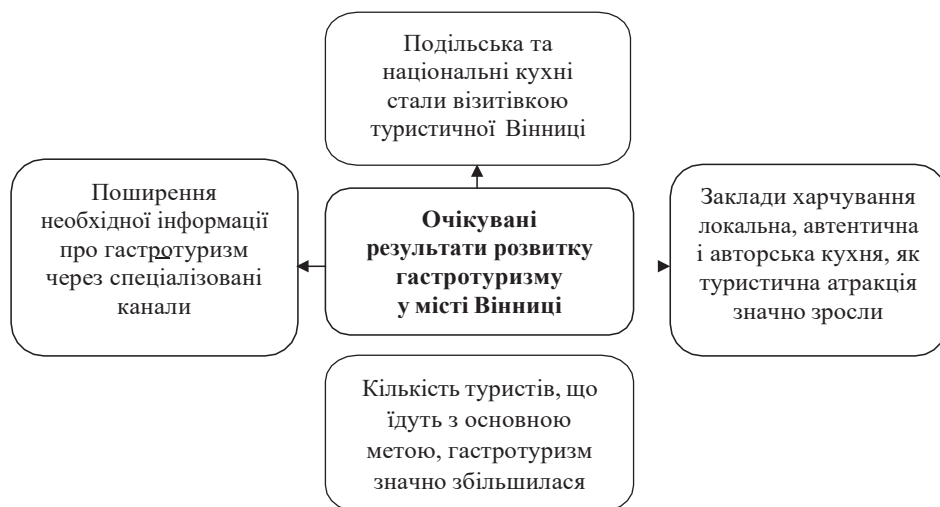 Подільська та
національні кухні
стали візитівкою
туристичної Вінниці
Поширення
необхідної інформації
про гастротуризм
через спеціалізовані
канали
Очікувані
результати розвитку
гастротуризму
у місті Вінниці
Заклади харчування
локальна, автентична
і авторська кухня, як
туристична атракція
значно зросли
Кількість туристів, що
їдуть з основною
метою, гастротуризм
значно збільшилася